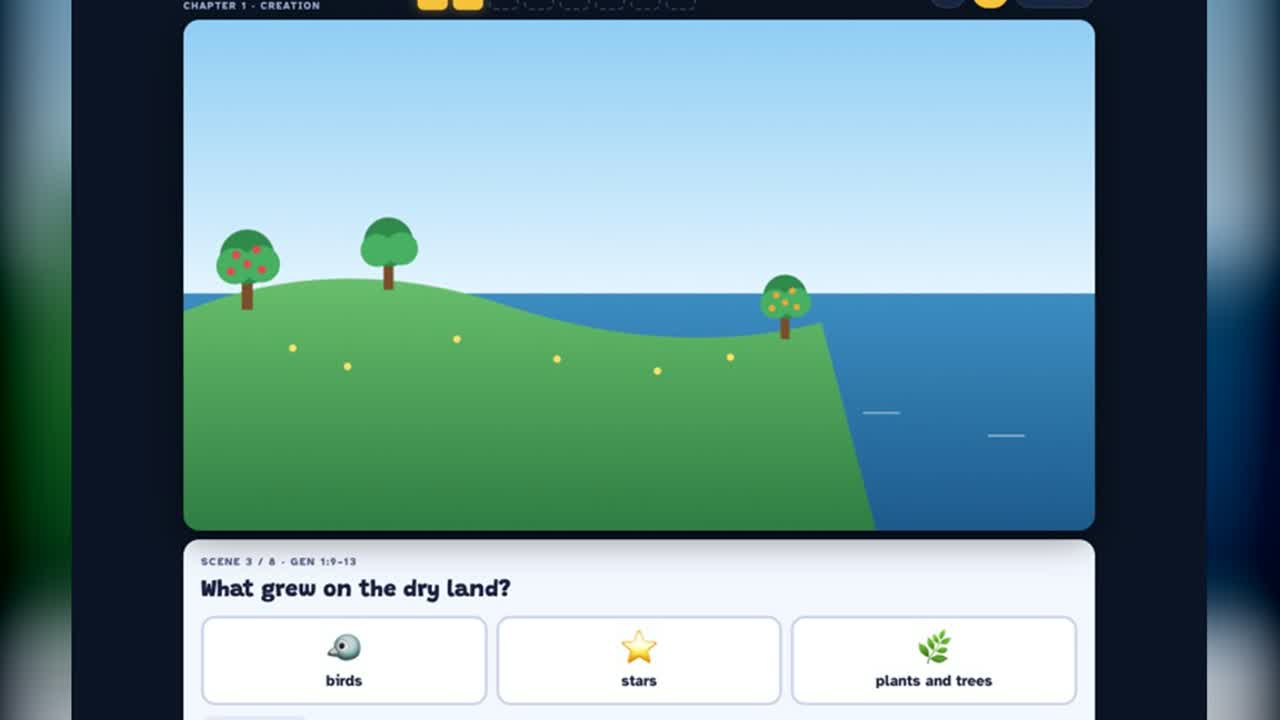 CHAPTER 1 · CREATION
SCENE 3 / 8 · GEN 1:9–13
What grew on the dry land?
birds
stars
plants and trees